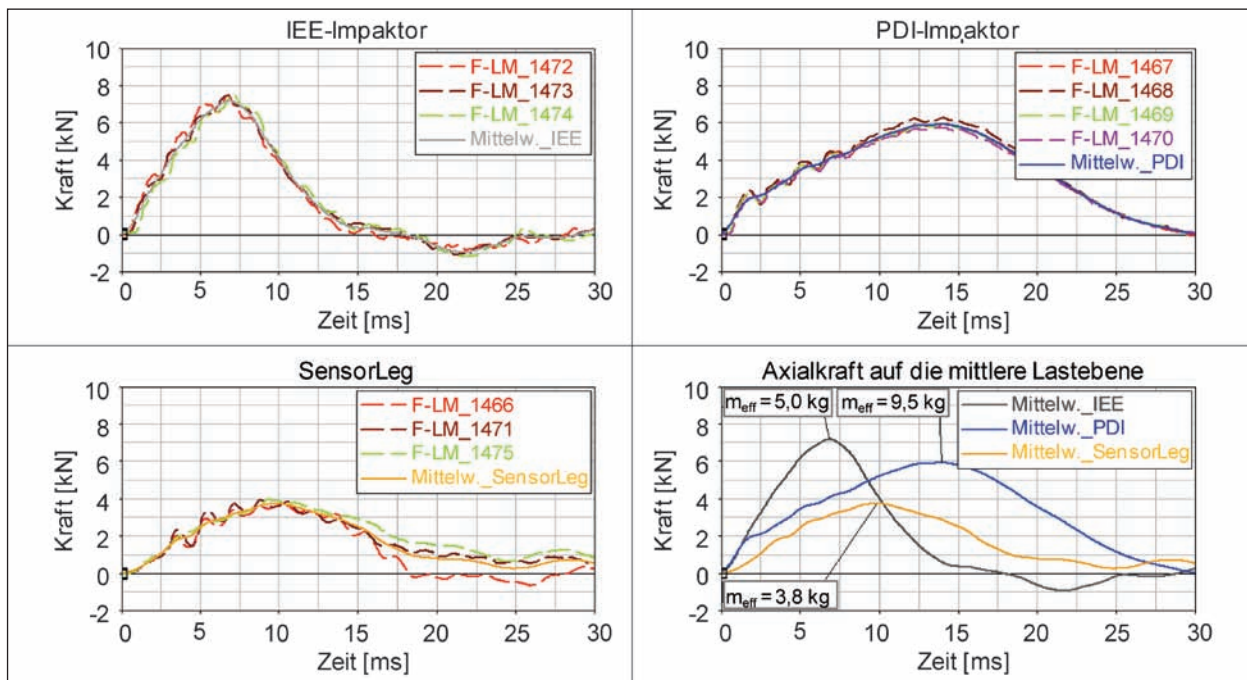 IEE-Impaktor
Kraft [kN]
10
8
6
4
2
0
-2
F-LM_1472
F-LM_1473
F-LM_1474
Mittelw._IEE
0 5 10 15 20 25 30
Zeit [ms]
PDI-Impaktor
Kraft [kN]
10
8
6
4
2
0
-2
F-LM_1467
F-LM_1468
F-LM_1469
F-LM_1470
Mittelw._PDI
0 5 10 15 20 25 30
Zeit [ms]
SensorLeg
Kraft [kN]
10
8
6
4
2
0
-2
F-LM_1466
F-LM_1471
F-LM_1475
Mittelw._SensorLeg
0 5 10 15 20 25 30
Zeit [ms]
Axialkraft auf die mittlere Lastebene
Kraft [kN]
10
8
6
4
2
0
-2
meff = 5,0 kg
meff = 9,5 kg
Mittelw._IEE
Mittelw._PDI
Mittelw._SensorLeg
meff = 3,8 kg
0 5 10 15 20 25 30
Zeit [ms]